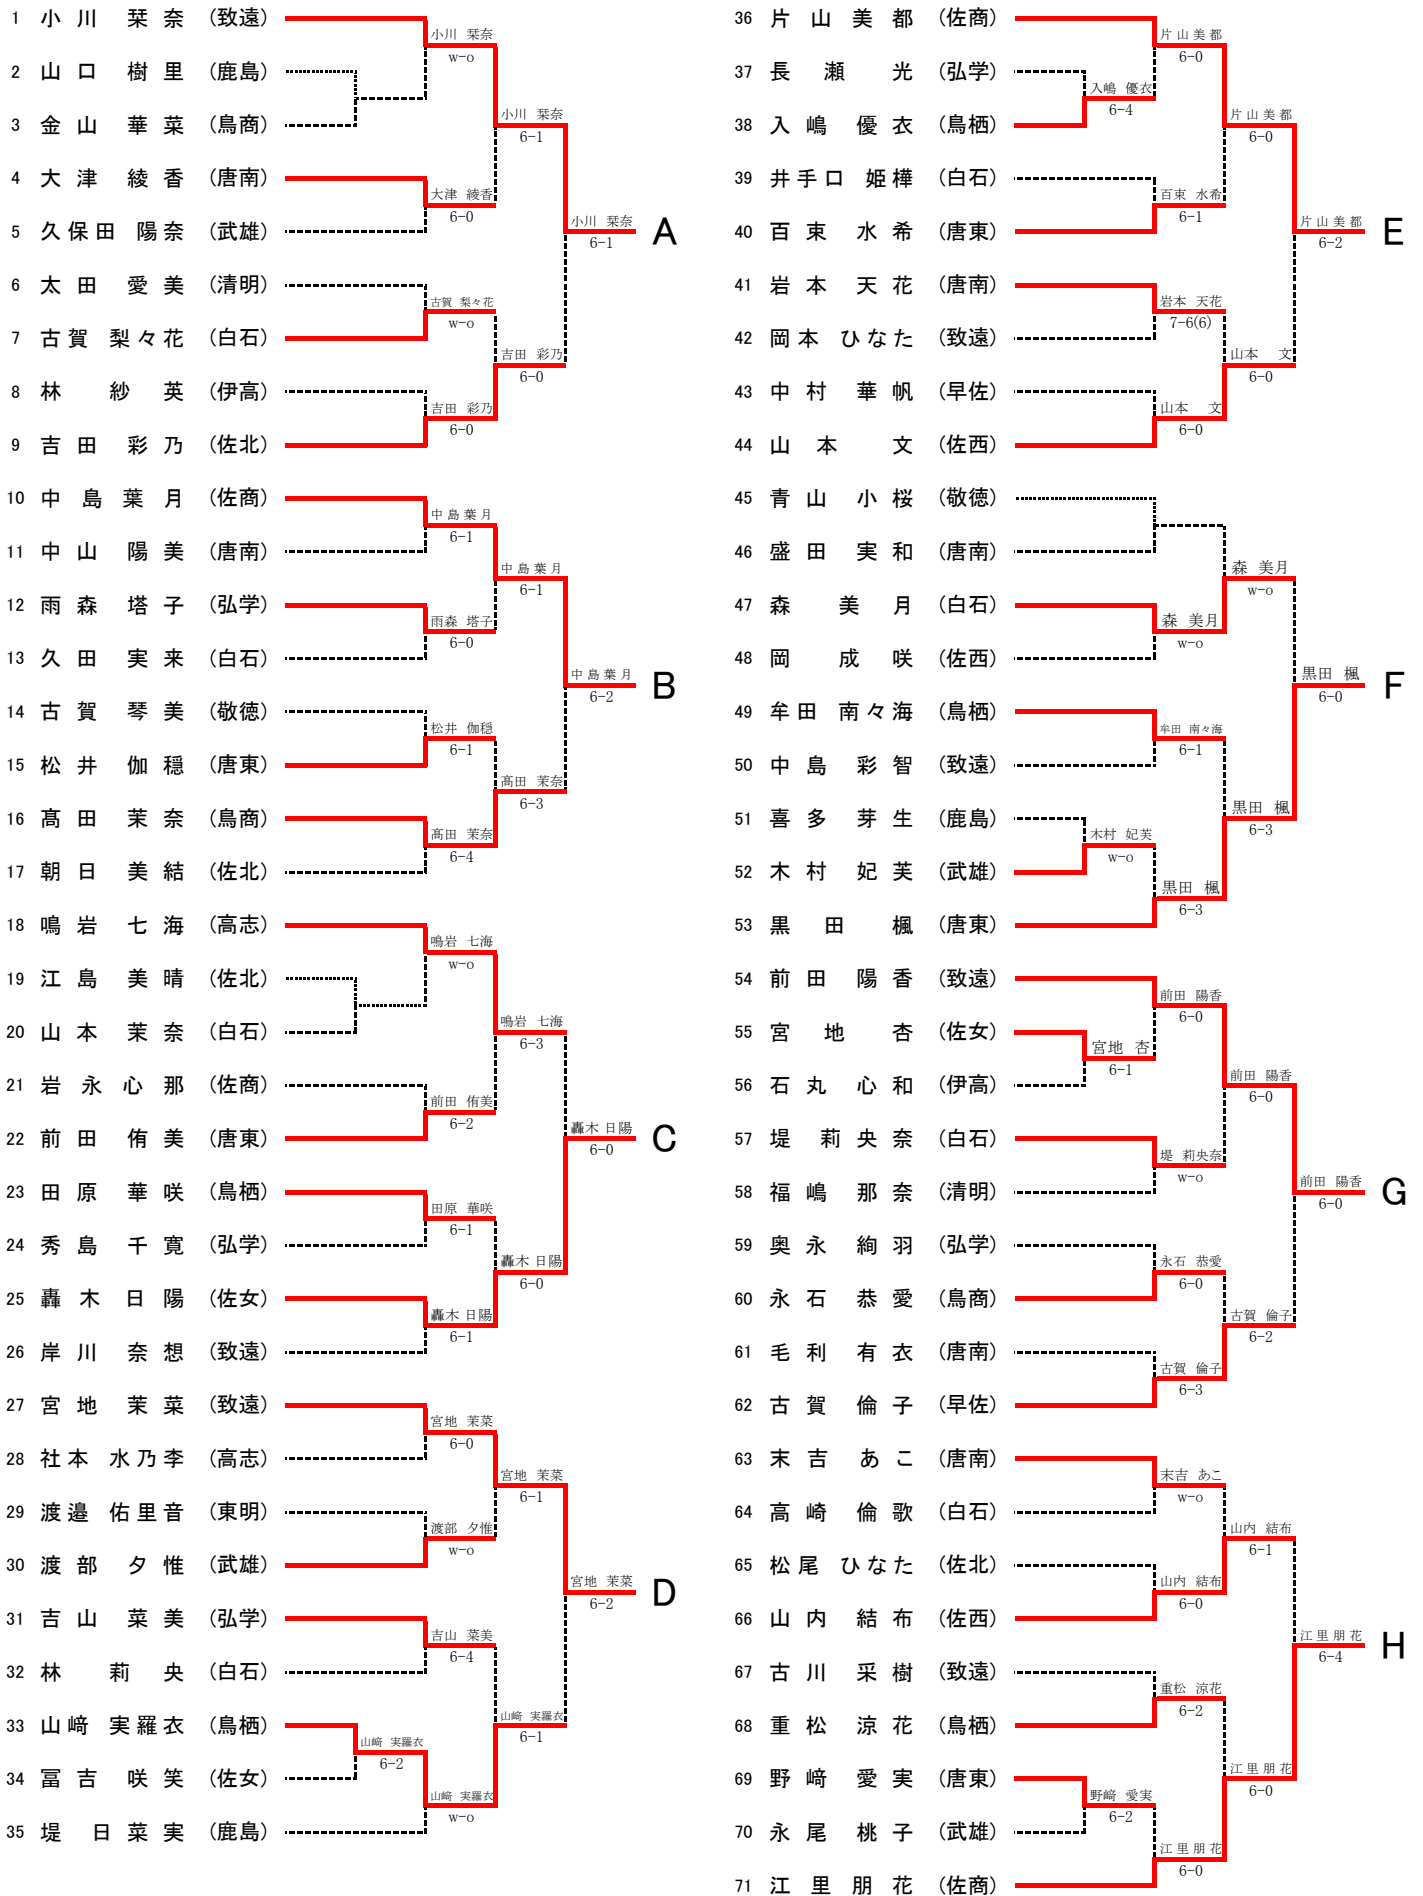 1 小川 栞奈 (致遠)
小川 栞奈
w-o
2 山口 樹里 (鹿島)
3 金山 華菜 (鳥商)
小川 栞奈
6-1
4 大津 綾香 (唐南)
大津 綾香
6-0
5 久保田 陽奈 (武雄)
小川 栞奈
6-1
A
6 太田 愛美 (清明)
古賀 梨々花
w-o
7 古賀 梨々花 (白石)
吉田 彩乃
6-0
8 林 紗英 (伊高)
吉田 彩乃
6-0
9 吉田 彩乃 (佐北)
10 中島 葉月 (佐商)
中島葉月
6-1
11 中山 陽美 (唐南)
中島葉月
6-1
12 雨森 塔子 (弘学)
雨森 塔子
6-0
13 久田 実来 (白石)
中島葉月
6-2
B
14 古賀 琴美 (敬徳)
松井 伽穏
6-1
15 松井 伽穏 (唐東)
髙田 茉奈
6-3
16 髙田 茉奈 (鳥商)
髙田 茉奈
6-4
17 朝日 美結 (佐北)
18 鳴岩 七海 (高志)
鳴岩 七海
w-o
19 江島 美晴 (佐北)
20 山本 茉奈 (白石)
鳴岩 七海
6-3
21 岩永 心那 (佐商)
前田 侑美
6-2
22 前田 侑美 (唐東)
轟木 日陽
6-0
C
23 田原 華咲 (鳥栖)
田原 華咲
6-1
24 秀島 千寛 (弘学)
轟木 日陽
6-0
25 轟木 日陽 (佐女)
轟木 日陽
6-1
26 岸川 奈想 (致遠)
27 宮地 茉菜 (致遠)
宮地 茉菜
6-0
28 社本 水乃李 (高志)
宮地 茉菜
6-1
29 渡邉 佑里音 (東明)
渡部 夕惟
w-o
30 渡部 夕惟 (武雄)
宮地 茉菜
6-2
D
31 吉山 菜美 (弘学)
吉山 菜美
6-4
32 林 莉央 (白石)
山﨑 実羅衣
6-1
33 山﨑 実羅衣 (鳥栖)
山﨑 実羅衣
6-2
34 冨吉 咲笑 (佐女)
山﨑 実羅衣
w-o
35 堤 日菜実 (鹿島)
36 片山 美都 (佐商)
片山美都
6-0
37 長瀬 光 (弘学)
入嶋 優衣
6-4
38 入嶋 優衣 (鳥栖)
片山美都
6-0
39 井手口 姫樺 (白石)
百束 水希
6-1
40 百束 水希 (唐東)
片山美都
6-2
E
41 岩本 天花 (唐南)
岩本 天花
7-6(6)
42 岡本 ひなた (致遠)
山本 文
6-0
43 中村 華帆 (早佐)
山本 文
6-0
44 山本 文 (佐西)
45 青山 小桜 (敬徳)
46 盛田 実和 (唐南)
森 美月
w-o
47 森 美月 (白石)
森 美月
w-o
48 岡 成咲 (佐西)
黒田 楓
6-0
F
49 牟田 南々海 (鳥栖)
牟田 南々海
6-1
50 中島 彩智 (致遠)
黒田 楓
6-3
51 喜多 芽生 (鹿島)
木村 妃芙
w-o
52 木村 妃芙 (武雄)
黒田 楓
6-3
53 黒田 楓 (唐東)
54 前田 陽香 (致遠)
前田 陽香
6-0
55 宮地 杏 (佐女)
宮地 杏
6-1
56 石丸 心和 (伊高)
前田 陽香
6-0
57 堤 莉央奈 (白石)
堤 莉央奈
w-o
58 福嶋 那奈 (清明)
前田 陽香
6-0
G
59 奥永 絢羽 (弘学)
永石 恭愛
6-0
60 永石 恭愛 (鳥商)
古賀 倫子
6-2
61 毛利 有衣 (唐南)
古賀 倫子
6-3
62 古賀 倫子 (早佐)
63 末吉 あこ (唐南)
末吉 あこ
w-o
64 高崎 倫歌 (白石)
山内 結布
6-1
65 松尾 ひなた (佐北)
山内 結布
6-0
66 山内 結布 (佐西)
江里朋花
6-4
H
67 古川 采樹 (致遠)
重松 涼花
6-2
68 重松 涼花 (鳥栖)
江里朋花
6-0
69 野﨑 愛実 (唐東)
野﨑 愛実
6-2
70 永尾 桃子 (武雄)
江里朋花
6-0
71 江里 朋花 (佐商)